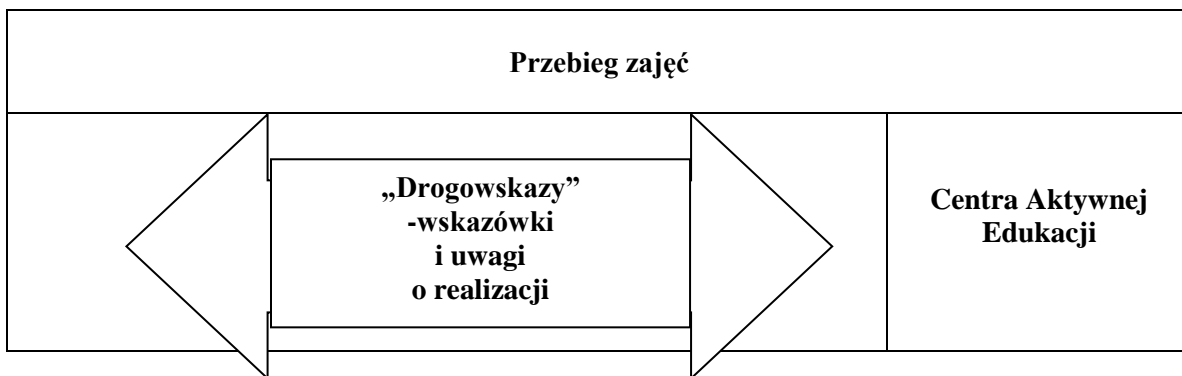 Przebieg zajęć
„Drogowskazy”
-wskazówki
i uwagi
o realizacji
Centra Aktywnej
Edukacji